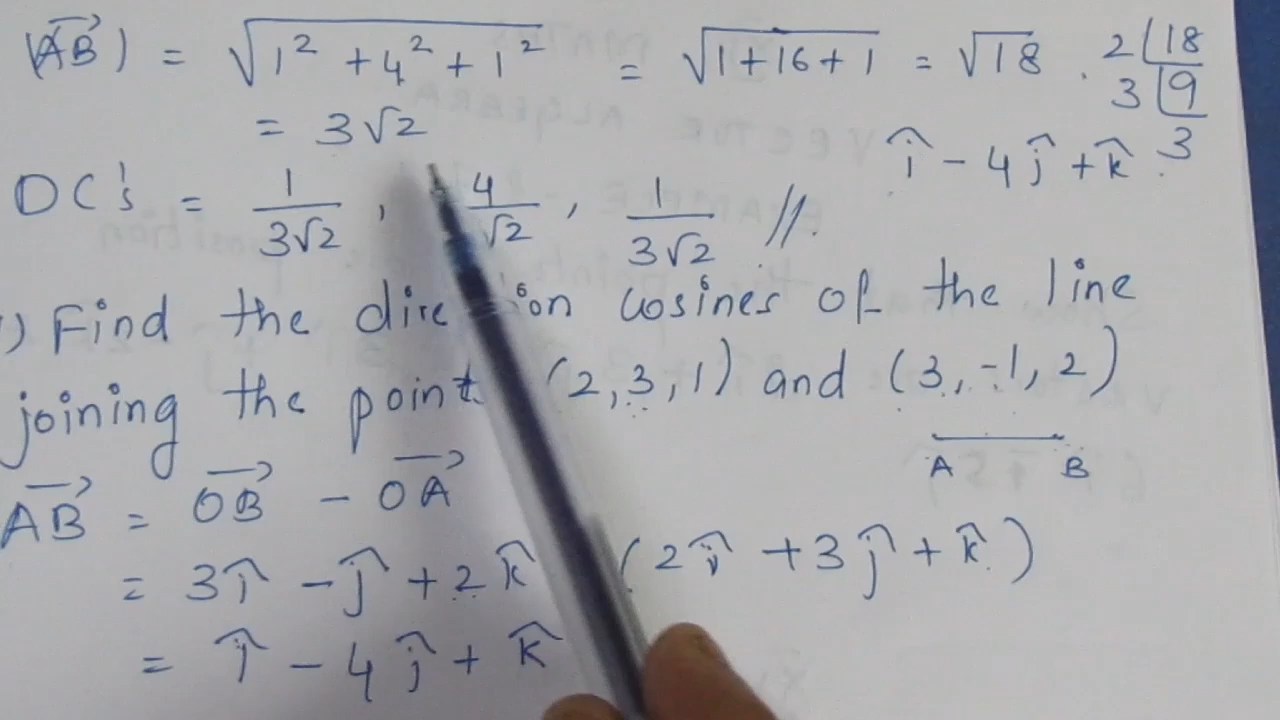 |AB| = √1² + 4² + 1² = √1+16+1 = √18 . 2 | 18
= 3√2 3 | 9
î - 4ĵ + k̂ 3
DC's = 1/3√2 , 4/√2 , 1/3√2 //.
) Find the dire ion cosines of the line
joining the point (2,3,1) and (3,-1,2)
A B
AB = OB - OA
= 3î - ĵ + 2k̂ (2î + 3ĵ + k̂)
= î - 4ĵ + k̂